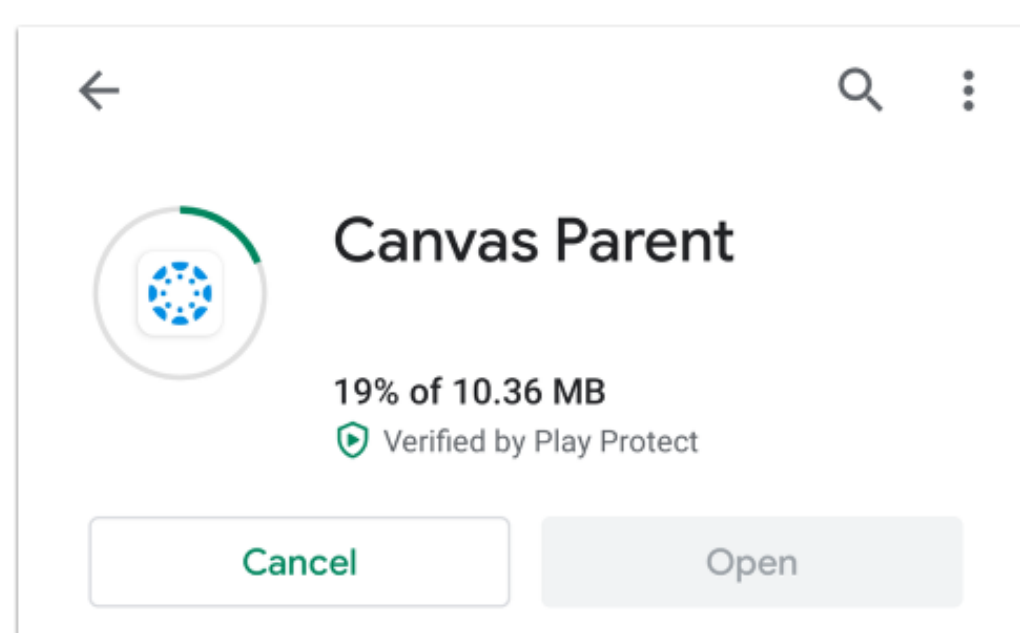 Canvas Parent
19% of 10.36 MB
Verified by Play Protect
Cancel
Open